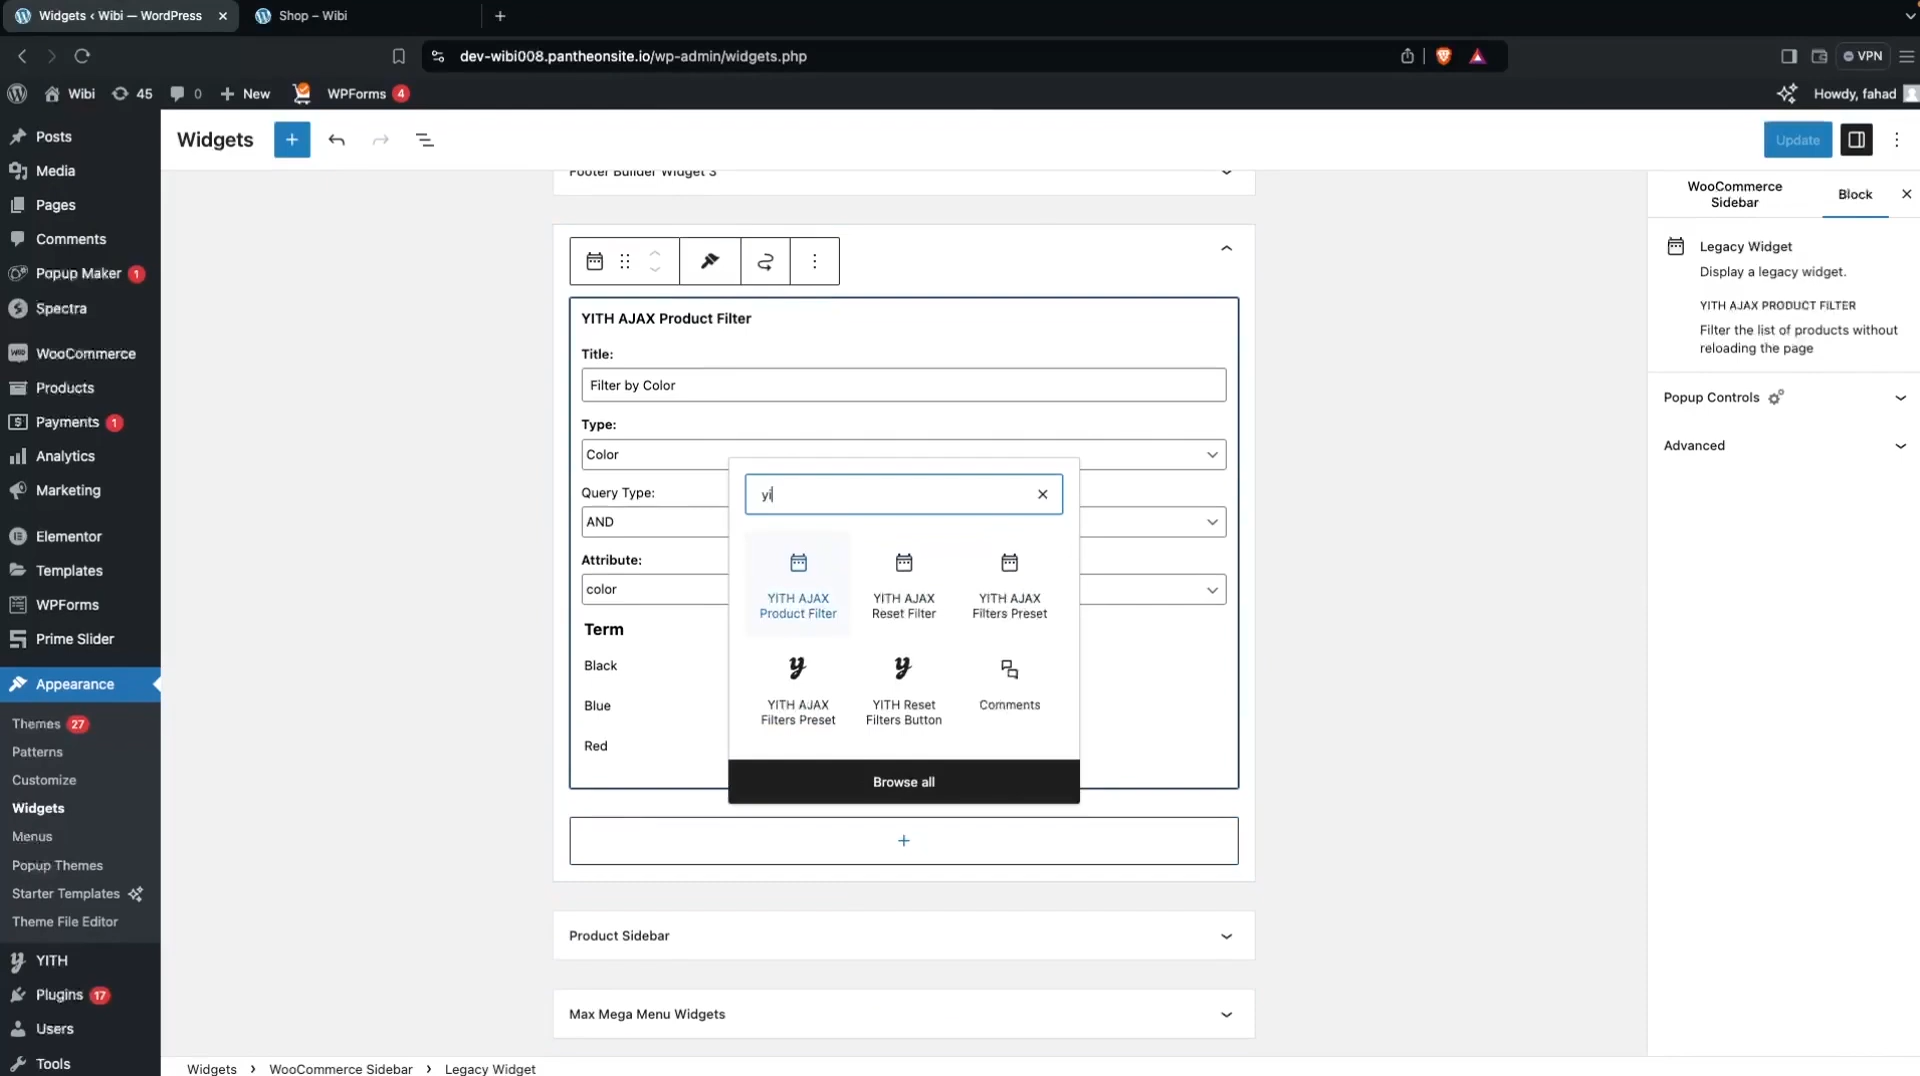 Widgets ‹ Wibi — WordPress
Shop – Wibi
dev-wibi008.pantheonsite.io/wp-admin/widgets.php
VPN
Wibi
45
0
New
WPForms 4
Howdy, fahad
Posts
Media
Pages
Comments
Popup Maker 1
Spectra
WooCommerce
Products
Payments 1
Analytics
Marketing
Elementor
Templates
WPForms
Prime Slider
Appearance
Themes 27
Patterns
Customize
Widgets
Menus
Popup Themes
Starter Templates
Theme File Editor
YITH
Plugins 17
Users
Tools
Widgets
Update
Footer Builder Widget 3
YITH AJAX Product Filter
Title:
Filter by Color
Type:
Color
Query Type:
AND
Attribute:
color
Term
Black
Blue
Red
yi
YITH AJAX
Product Filter
YITH AJAX
Reset Filter
YITH AJAX
Filters Preset
YITH AJAX
Filters Preset
YITH Reset
Filters Button
Comments
Browse all
Product Sidebar
Max Mega Menu Widgets
WooCommerce
Sidebar
Block
Legacy Widget
Display a legacy widget.
YITH AJAX PRODUCT FILTER
Filter the list of products without
reloading the page
Popup Controls
Advanced
Widgets › WooCommerce Sidebar › Legacy Widget